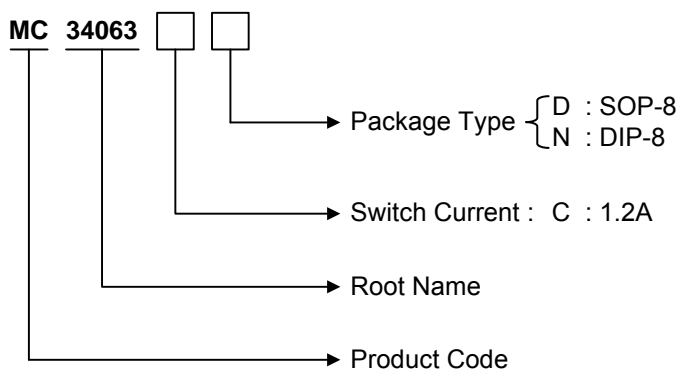 MC 34063
Package Type D : SOP-8
N : DIP-8
Switch Current : C : 1.2A
Root Name
Product Code